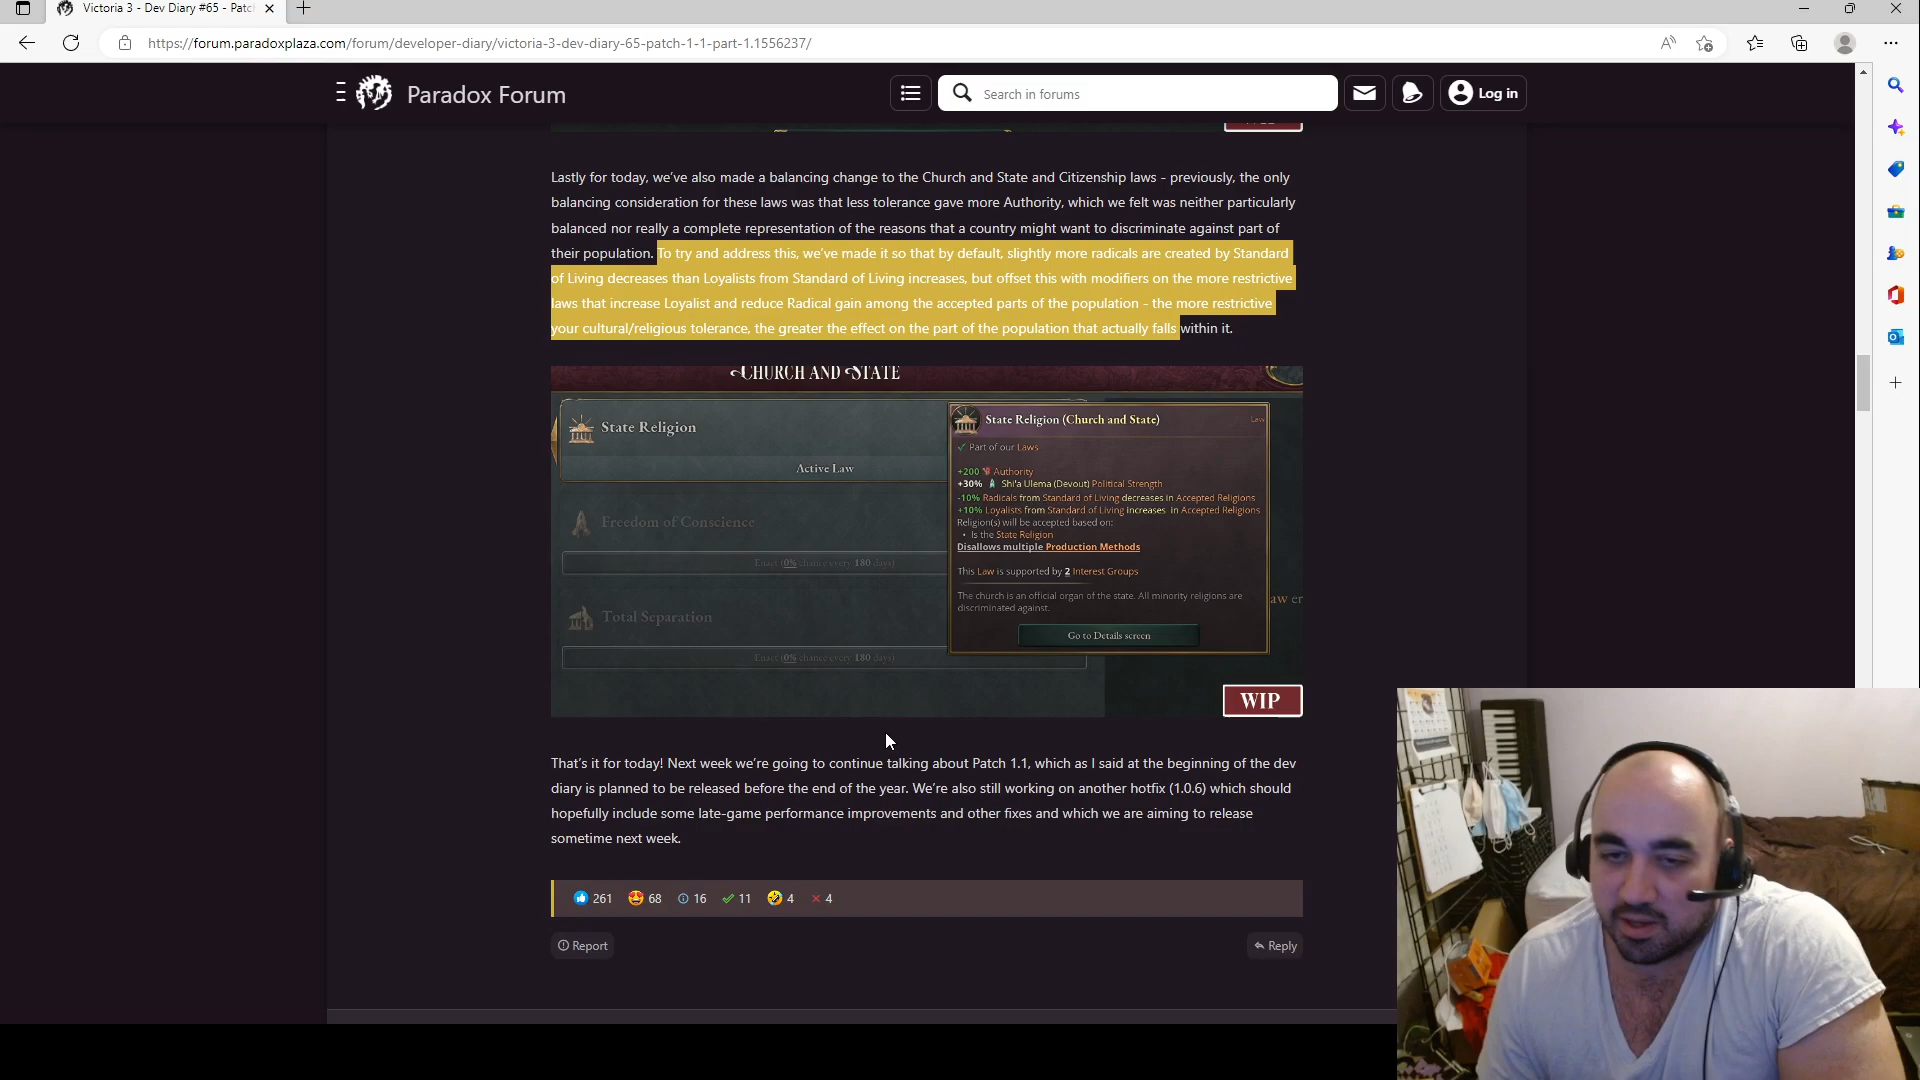 Victoria 3 - Dev Diary #65 - Patc
https://forum.paradoxplaza.com/forum/developer-diary/victoria-3-dev-diary-65-patch-1-1-part-1.1556237/
Paradox Forum
Search in forums
Log in
Lastly for today, we've also made a balancing change to the Church and State and Citizenship laws - previously, the only
balancing consideration for these laws was that less tolerance gave more Authority, which we felt was neither particularly
balanced nor really a complete representation of the reasons that a country might want to discriminate against part of
their population. To try and address this, we've made it so that by default, slightly more radicals are created by Standard
of Living decreases than Loyalists from Standard of Living increases, but offset this with modifiers on the more restrictive
laws that increase Loyalist and reduce Radical gain among the accepted parts of the population - the more restrictive
your cultural/religious tolerance, the greater the effect on the part of the population that actually falls within it.
CHURCH AND STATE
State Religion
Active Law
Freedom of Conscience
Enact (0% chance every 180 days)
Total Separation
Enact (0% chance every 180 days)
State Religion (Church and State)
Law
Part of our Laws
+200 Authority
+30% Shi'a Ulema (Devout) Political Strength
-10% Radicals from Standard of Living decreases in Accepted Religions
+10% Loyalists from Standard of Living increases in Accepted Religions
Religion(s) will be accepted based on:
• Is the State Religion
Disallows multiple Production Methods
This Law is supported by 2 Interest Groups
The church is an official organ of the state. All minority religions are
discriminated against.
Go to Details screen
aw er
WIP
That's it for today! Next week we're going to continue talking about Patch 1.1, which as I said at the beginning of the dev
diary is planned to be released before the end of the year. We're also still working on another hotfix (1.0.6) which should
hopefully include some late-game performance improvements and other fixes and which we are aiming to release
sometime next week.
261 68 16 11 4 4
Report
Reply